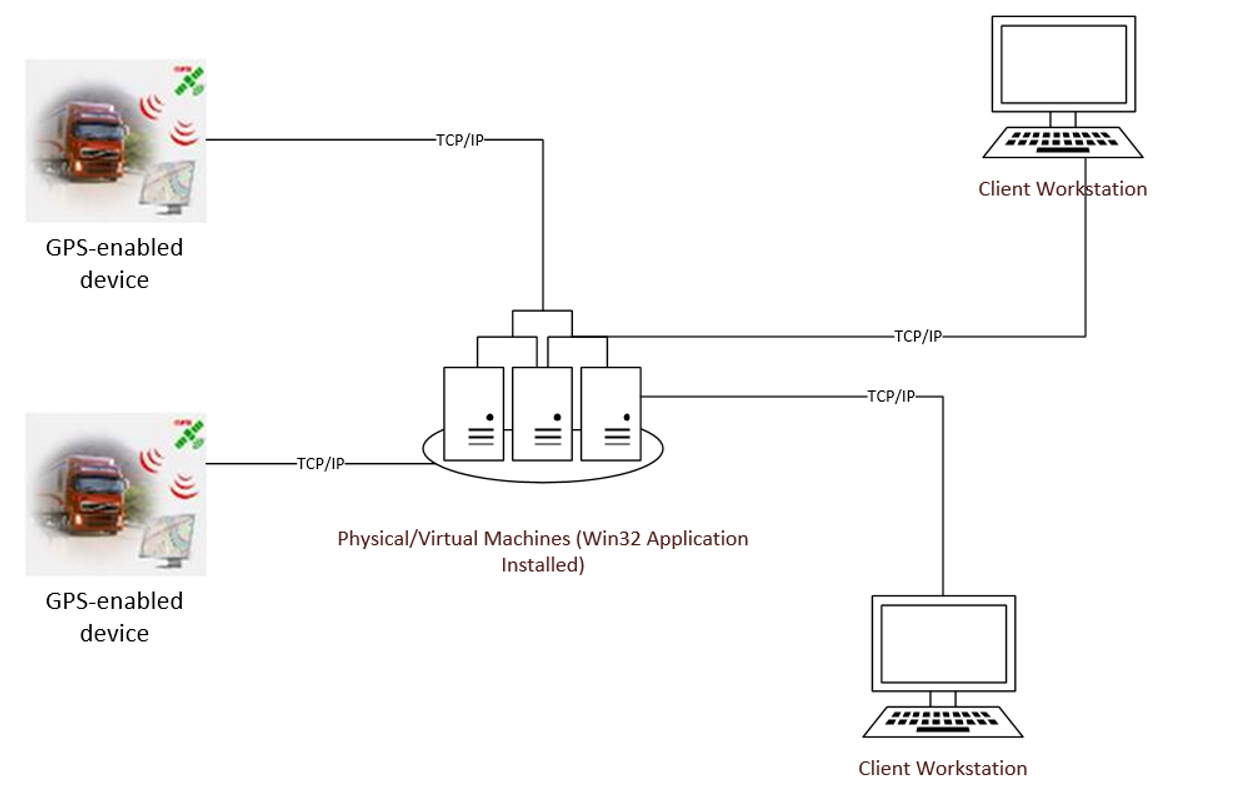 TCP/IP
Client Workstation
GPS-enabled
device
TCP/IP
TCP/IP
TCP/IP
Physical/Virtual Machines (Win32 Application
Installed)
GPS-enabled
device
Client Workstation